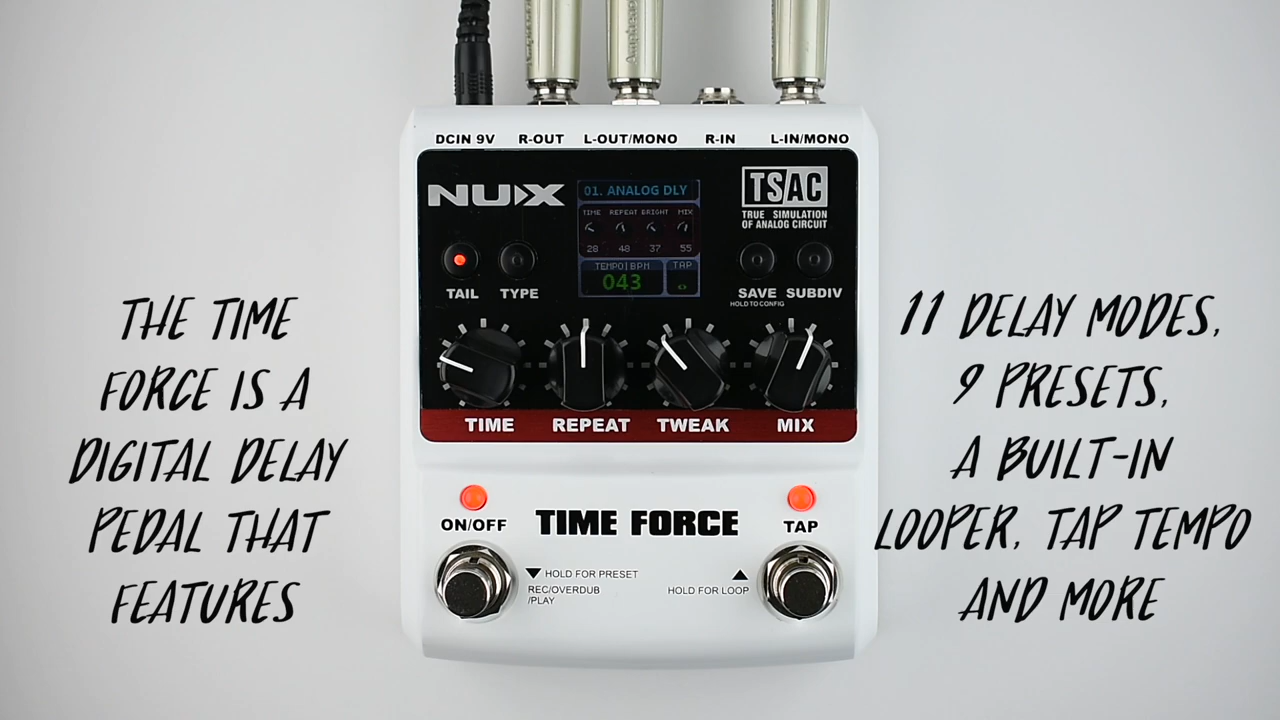 Amphenol
DCIN 9V R-OUT L-OUT/MONO R-IN L-IN/MONO
NUX
01. ANALOG DLY
TIME REPEAT BRIGHT MIX
28 48 37 55
TEMPO|BPM TAP
043
TSAC
TRUE SIMULATION
OF ANALOG CIRCUIT
TAIL TYPE
SAVE SUBDIV
HOLD TO CONFIG
TIME REPEAT TWEAK MIX
ON/OFF
TIME FORCE
TAP
HOLD FOR PRESET
REC/OVERDUB
/PLAY
HOLD FOR LOOP
THE TIME
FORCE IS A
DIGITAL DELAY
PEDAL THAT
FEATURES
11 DELAY MODES,
9 PRESETS,
A BUILT-IN
LOOPER, TAP TEMPO
AND MORE